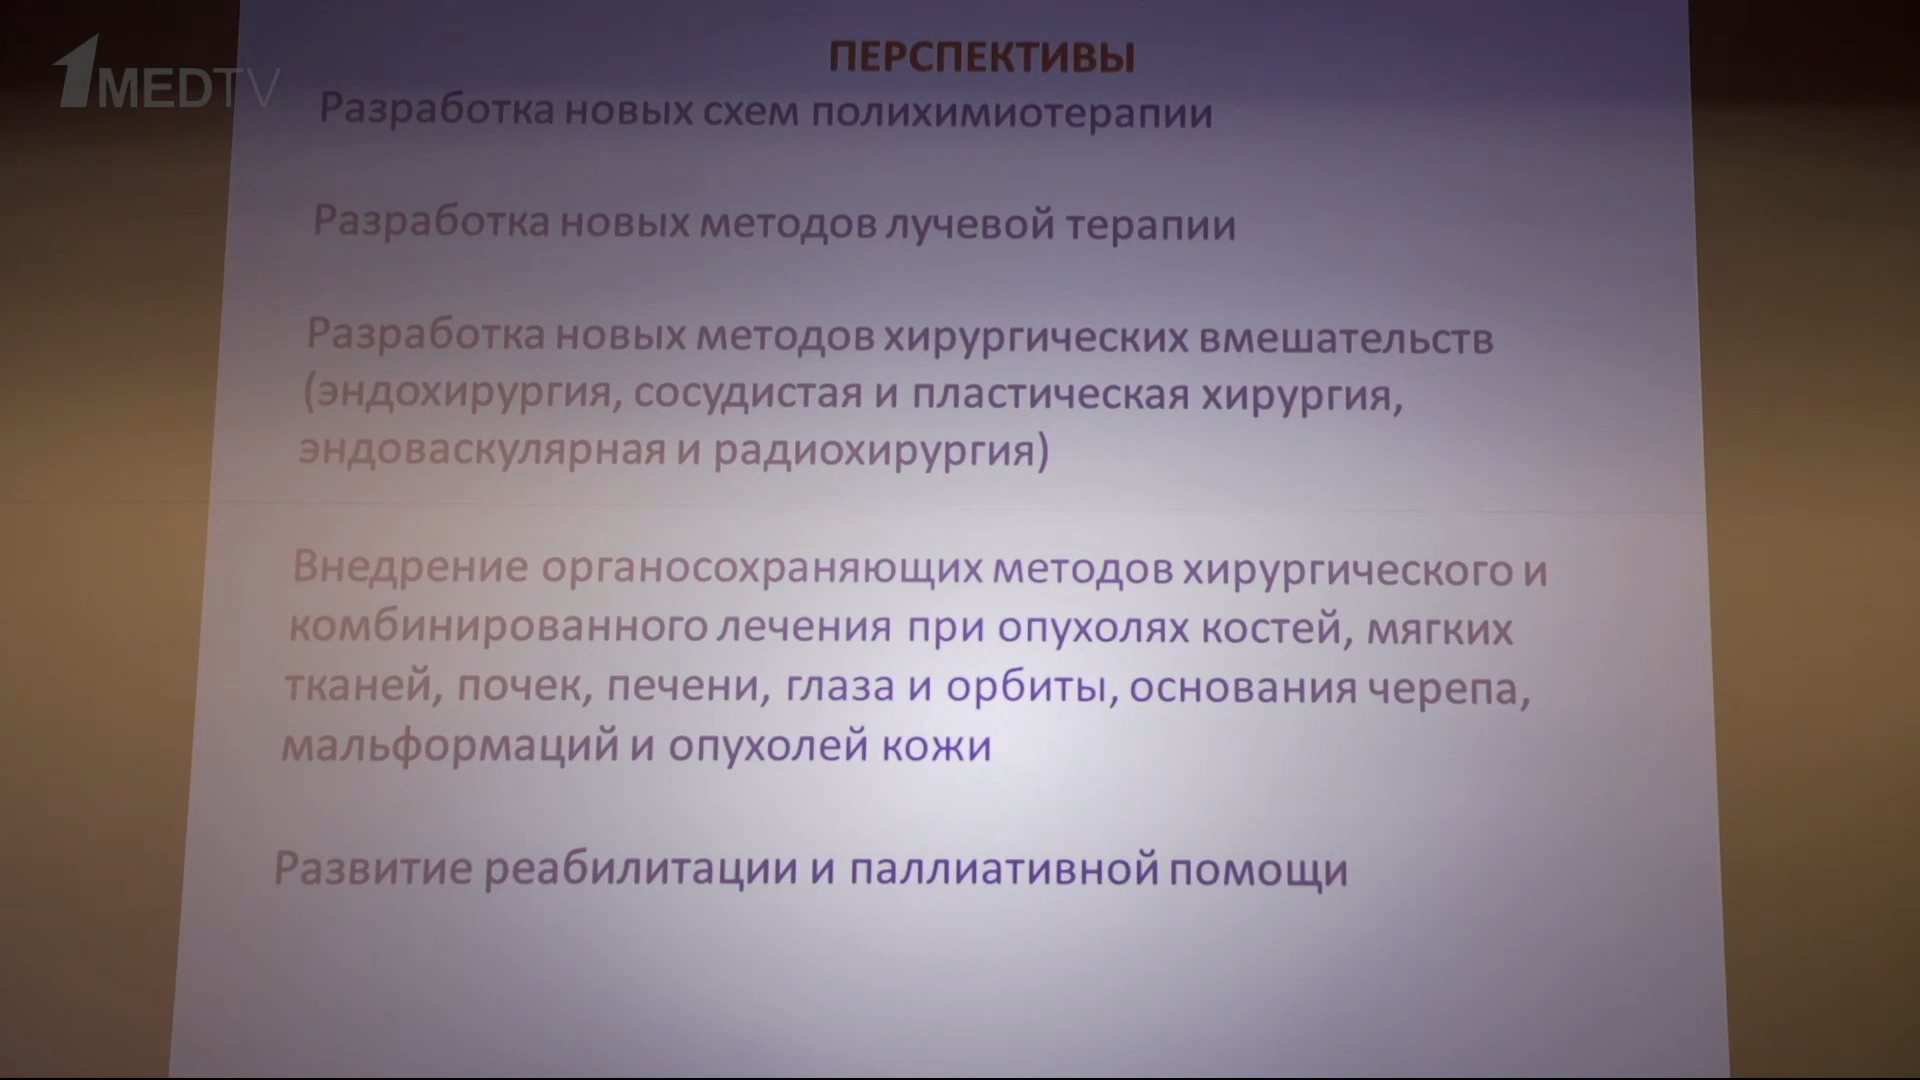 1MEDTV
ПЕРСПЕКТИВЫ
Разработка новых схем полихимиотерапии
Разработка новых методов лучевой терапии
Разработка новых методов хирургических вмешательств
(эндохирургия, сосудистая и пластическая хирургия,
эндоваскулярная и радиохирургия)
Внедрение органосохраняющих методов хирургического и
комбинированного лечения при опухолях костей, мягких
тканей, почек, печени, глаза и орбиты, основания черепа,
мальформаций и опухолей кожи
Развитие реабилитации и паллиативной помощи